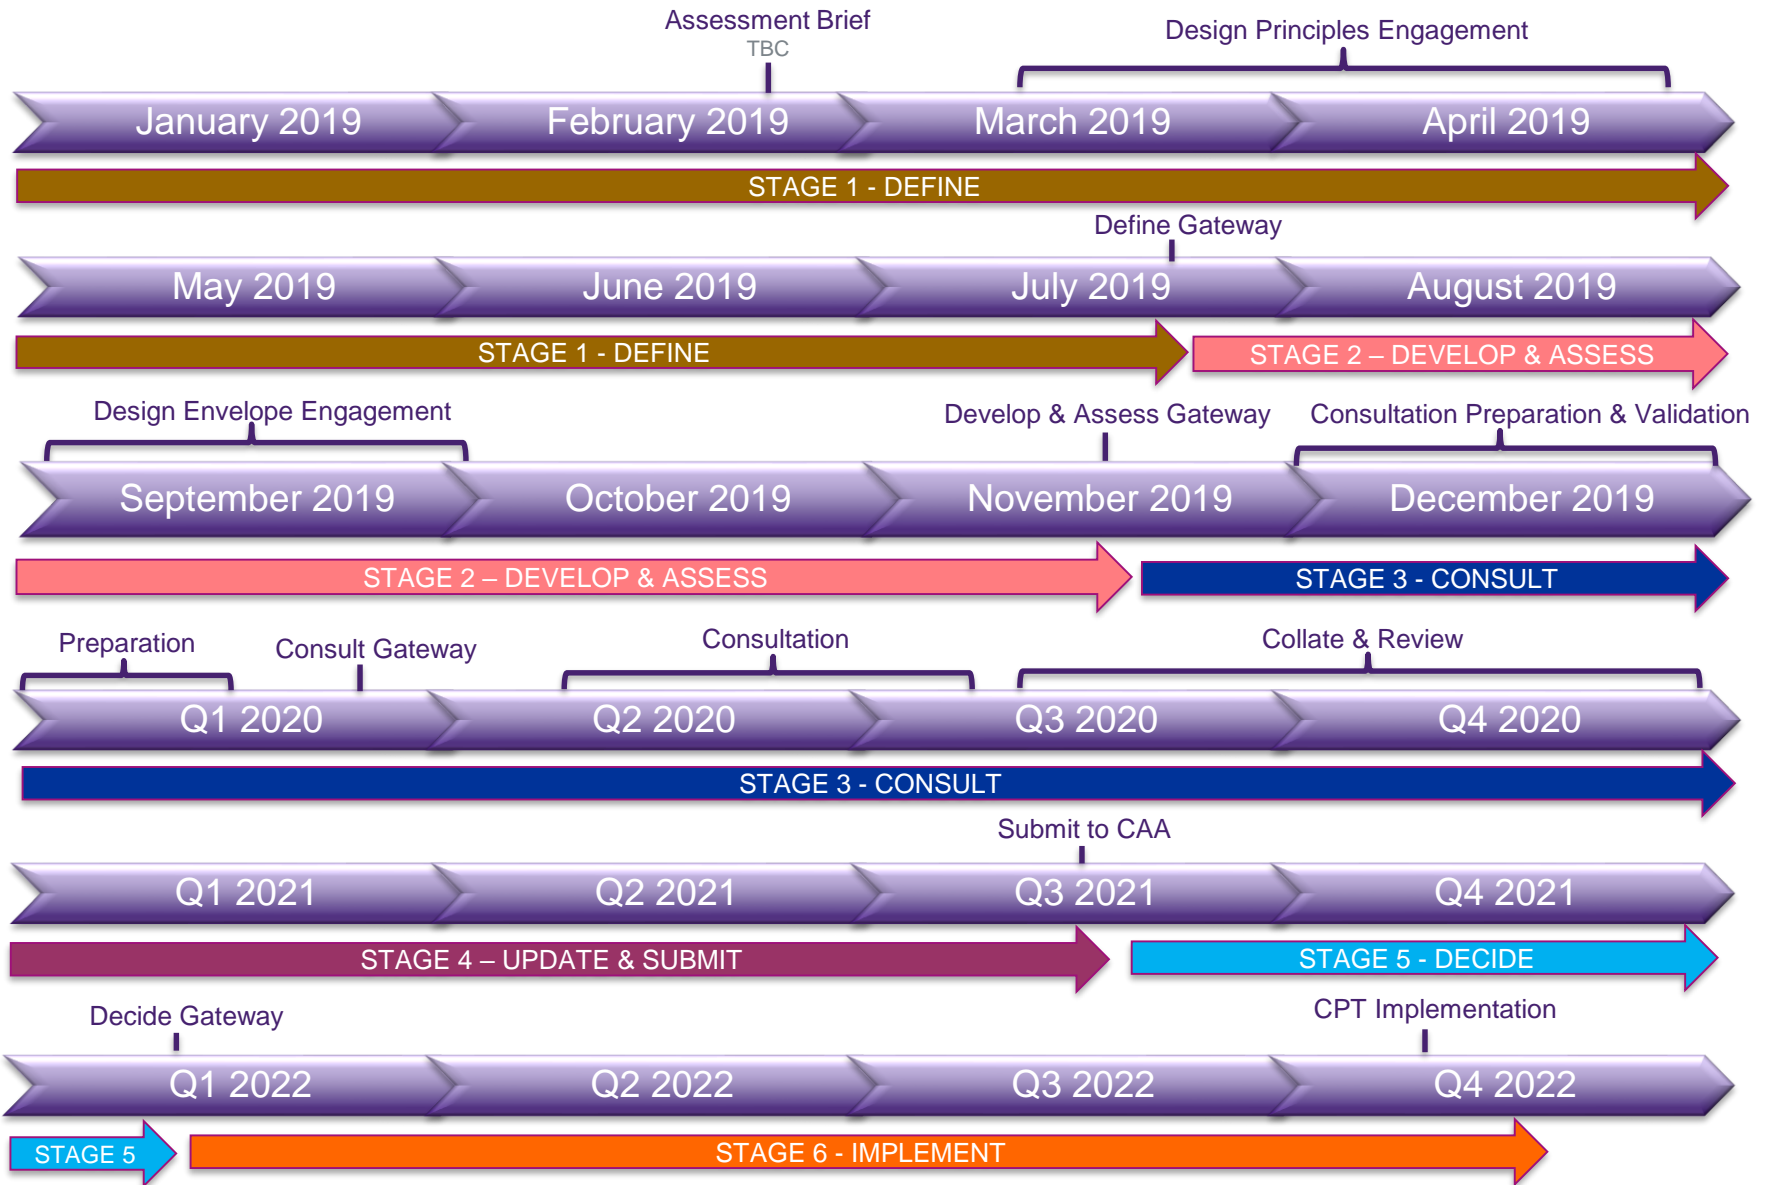 Assessment Brief
TBC
Design Principles Engagement
January 2019
February 2019
March 2019
April 2019
STAGE 1 - DEFINE
Define Gateway
May 2019
June 2019
July 2019
August 2019
STAGE 1 - DEFINE
STAGE 2 – DEVELOP & ASSESS
Design Envelope Engagement
Develop & Assess Gateway
Consultation Preparation & Validation
September 2019
October 2019
November 2019
December 2019
STAGE 2 – DEVELOP & ASSESS
STAGE 3 - CONSULT
Preparation
Consult Gateway
Consultation
Collate & Review
Q1 2020
Q2 2020
Q3 2020
Q4 2020
STAGE 3 - CONSULT
Submit to CAA
Q1 2021
Q2 2021
Q3 2021
Q4 2021
STAGE 4 – UPDATE & SUBMIT
STAGE 5 - DECIDE
Decide Gateway
CPT Implementation
Q1 2022
Q2 2022
Q3 2022
Q4 2022
STAGE 5
STAGE 6 - IMPLEMENT